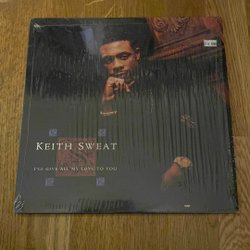 KEITH SWEAT
I'LL GIVE ALL MY LOVE TO YOU